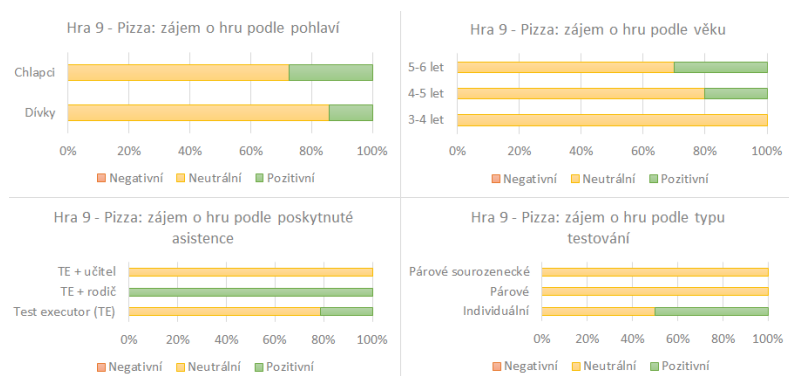 Hra 9 - Pizza: zájem o hru podle pohlaví
Chlapci
Dívky
0% 20% 40% 60% 80% 100%
Negativní Neutrální Pozitivní
Hra 9 - Pizza: zájem o hru podle věku
5-6 let
4-5 let
3-4 let
0% 20% 40% 60% 80% 100%
Negativní Neutrální Pozitivní
Hra 9 - Pizza: zájem o hru podle poskytnuté
asistence
TE + učitel
TE + rodič
Test executor (TE)
0% 20% 40% 60% 80% 100%
Negativní Neutrální Pozitivní
Hra 9 - Pizza: zájem o hru podle typu
testování
Párové sourozenecké
Párové
Individuální
0% 20% 40% 60% 80% 100%
Negativní Neutrální Pozitivní